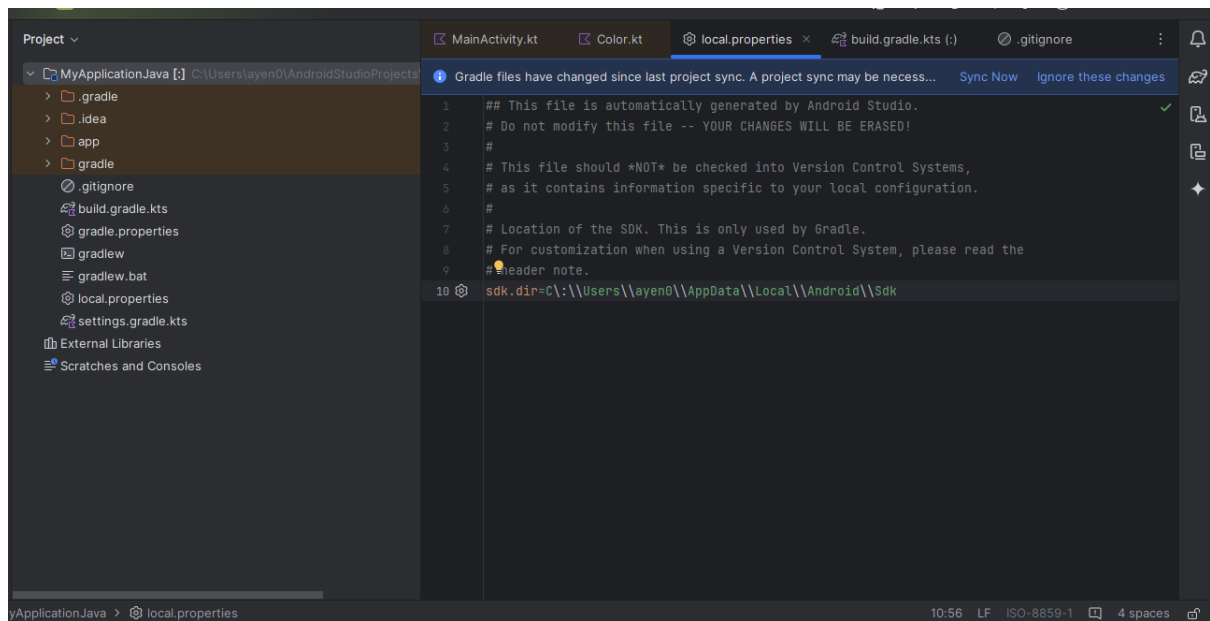 Project
MainActivity.kt
Color.kt
local.properties
build.gradle.kts (:)
.gitignore
MyApplicationJava [:] C:\Users\ayen0\AndroidStudioProjects
.gradle
.idea
app
gradle
.gitignore
build.gradle.kts
gradle.properties
gradlew
gradlew.bat
local.properties
settings.gradle.kts
External Libraries
Scratches and Consoles
Gradle files have changed since last project sync. A project sync may be necess... Sync Now Ignore these changes
1 ## This file is automatically generated by Android Studio.
2 # Do not modify this file -- YOUR CHANGES WILL BE ERASED!
3 #
4 # This file should *NOT* be checked into Version Control Systems,
5 # as it contains information specific to your local configuration.
6 #
7 # Location of the SDK. This is only used by Gradle.
8 # For customization when using a Version Control System, please read the
9 # header note.
10 sdk.dir=C\:\\Users\\ayen0\\AppData\\Local\\Android\\Sdk
yApplicationJava > local.properties
10:56 LF ISO-8859-1 4 spaces